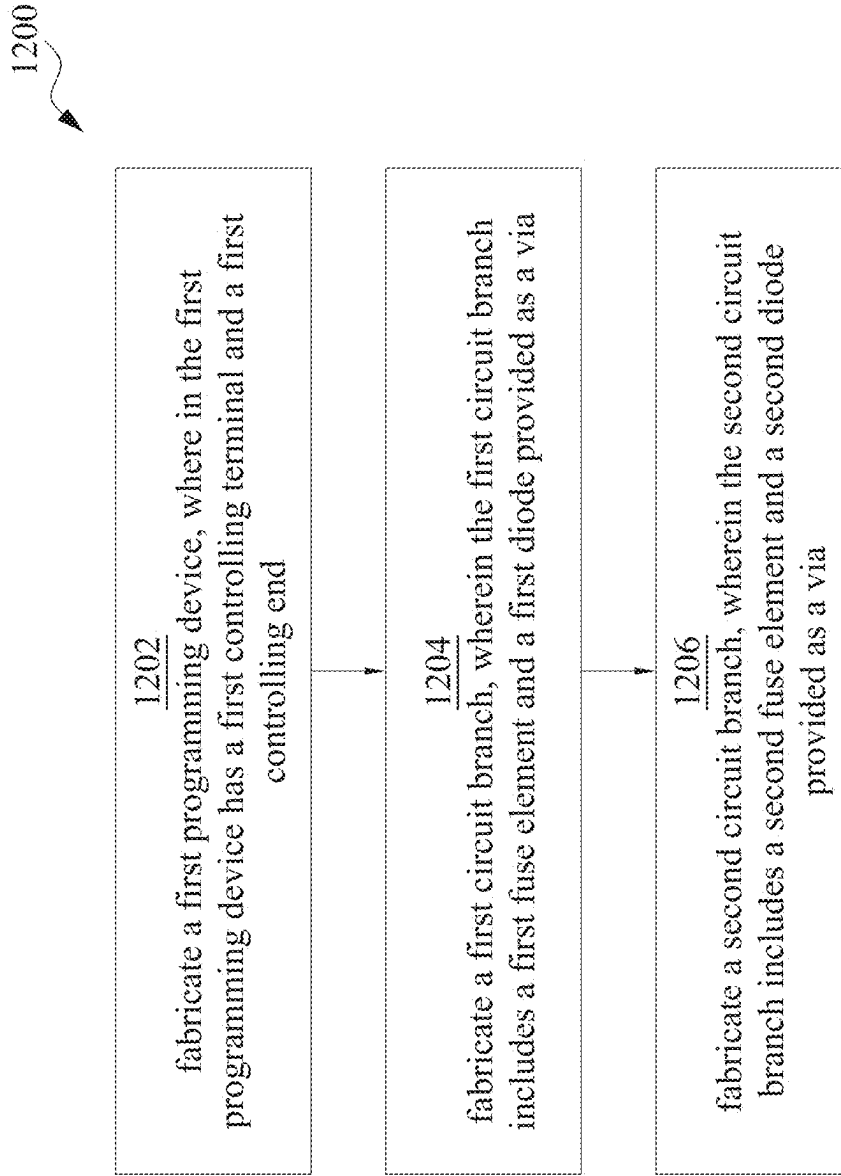 1200
1202
fabricate a first programming device, where in the first
programming device has a first controlling terminal and a first
controlling end
1204
fabricate a first circuit branch, wherein the first circuit branch
includes a first fuse element and a first diode provided as a via
1206
fabricate a second circuit branch, wherein the second circuit
branch includes a second fuse element and a second diode
provided as a via